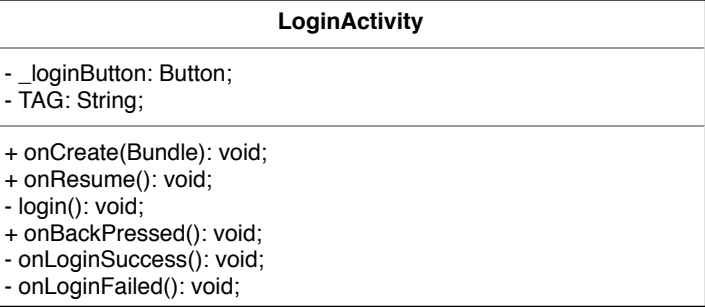 LoginActivity
- _loginButton: Button;
- TAG: String;
+ onCreate(Bundle): void;
+ onResume(): void;
- login(): void;
+ onBackPressed(): void;
- onLoginSuccess(): void;
- onLoginFailed(): void;